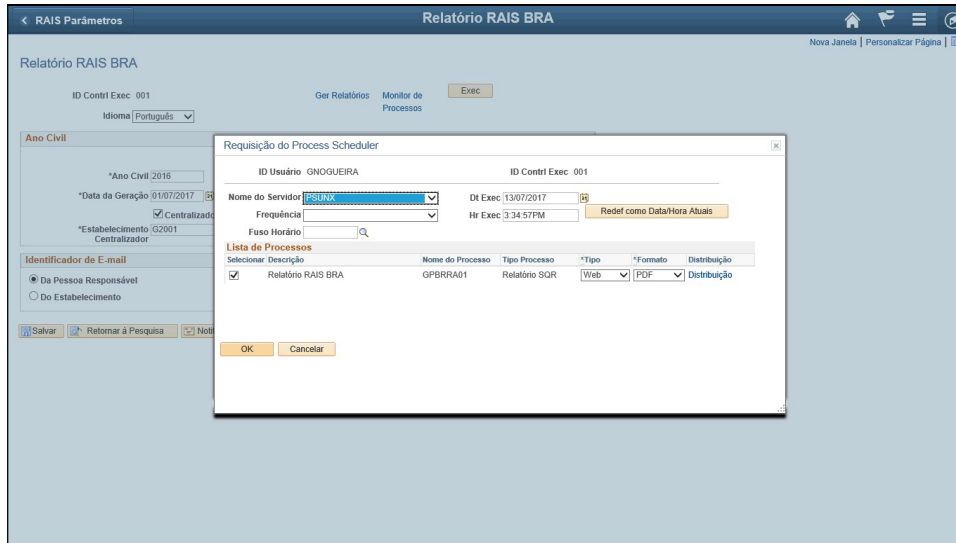 RAIS Parâmetros
Relatório RAIS BRA
Nova Janela | Personalizar Página |
Relatório RAIS BRA
ID Contrl Exec 001
Ger Relatórios
Monitor de Processos
Exec
Idioma Português
Ano Civil
*Ano Civil 2016
*Data da Geração 01/07/2017
*Estabelecimento Centralizador G2001
Identificador de E-mail
Da Pessoa Responsável
Do Estabelecimento
Salvar
Retornar à Pesquisa
Requisição do Process Scheduler
ID Usuário GNOGUEIRA
ID Contrl Exec 001
Nome do Servidor PSUNX
Dt Exec 13/07/2017
Frequência
Hr Exec 3:34:57PM
Redef como Data/Hora Atuais
Fuso Horário
Lista de Processos
Selecionar Descrição Nome do Processo Tipo Processo *Tipo *Formato Distribuição
Relatório RAIS BRA GPBRRA01 Relatório SQR Web PDF Distribuição
OK Cancelar